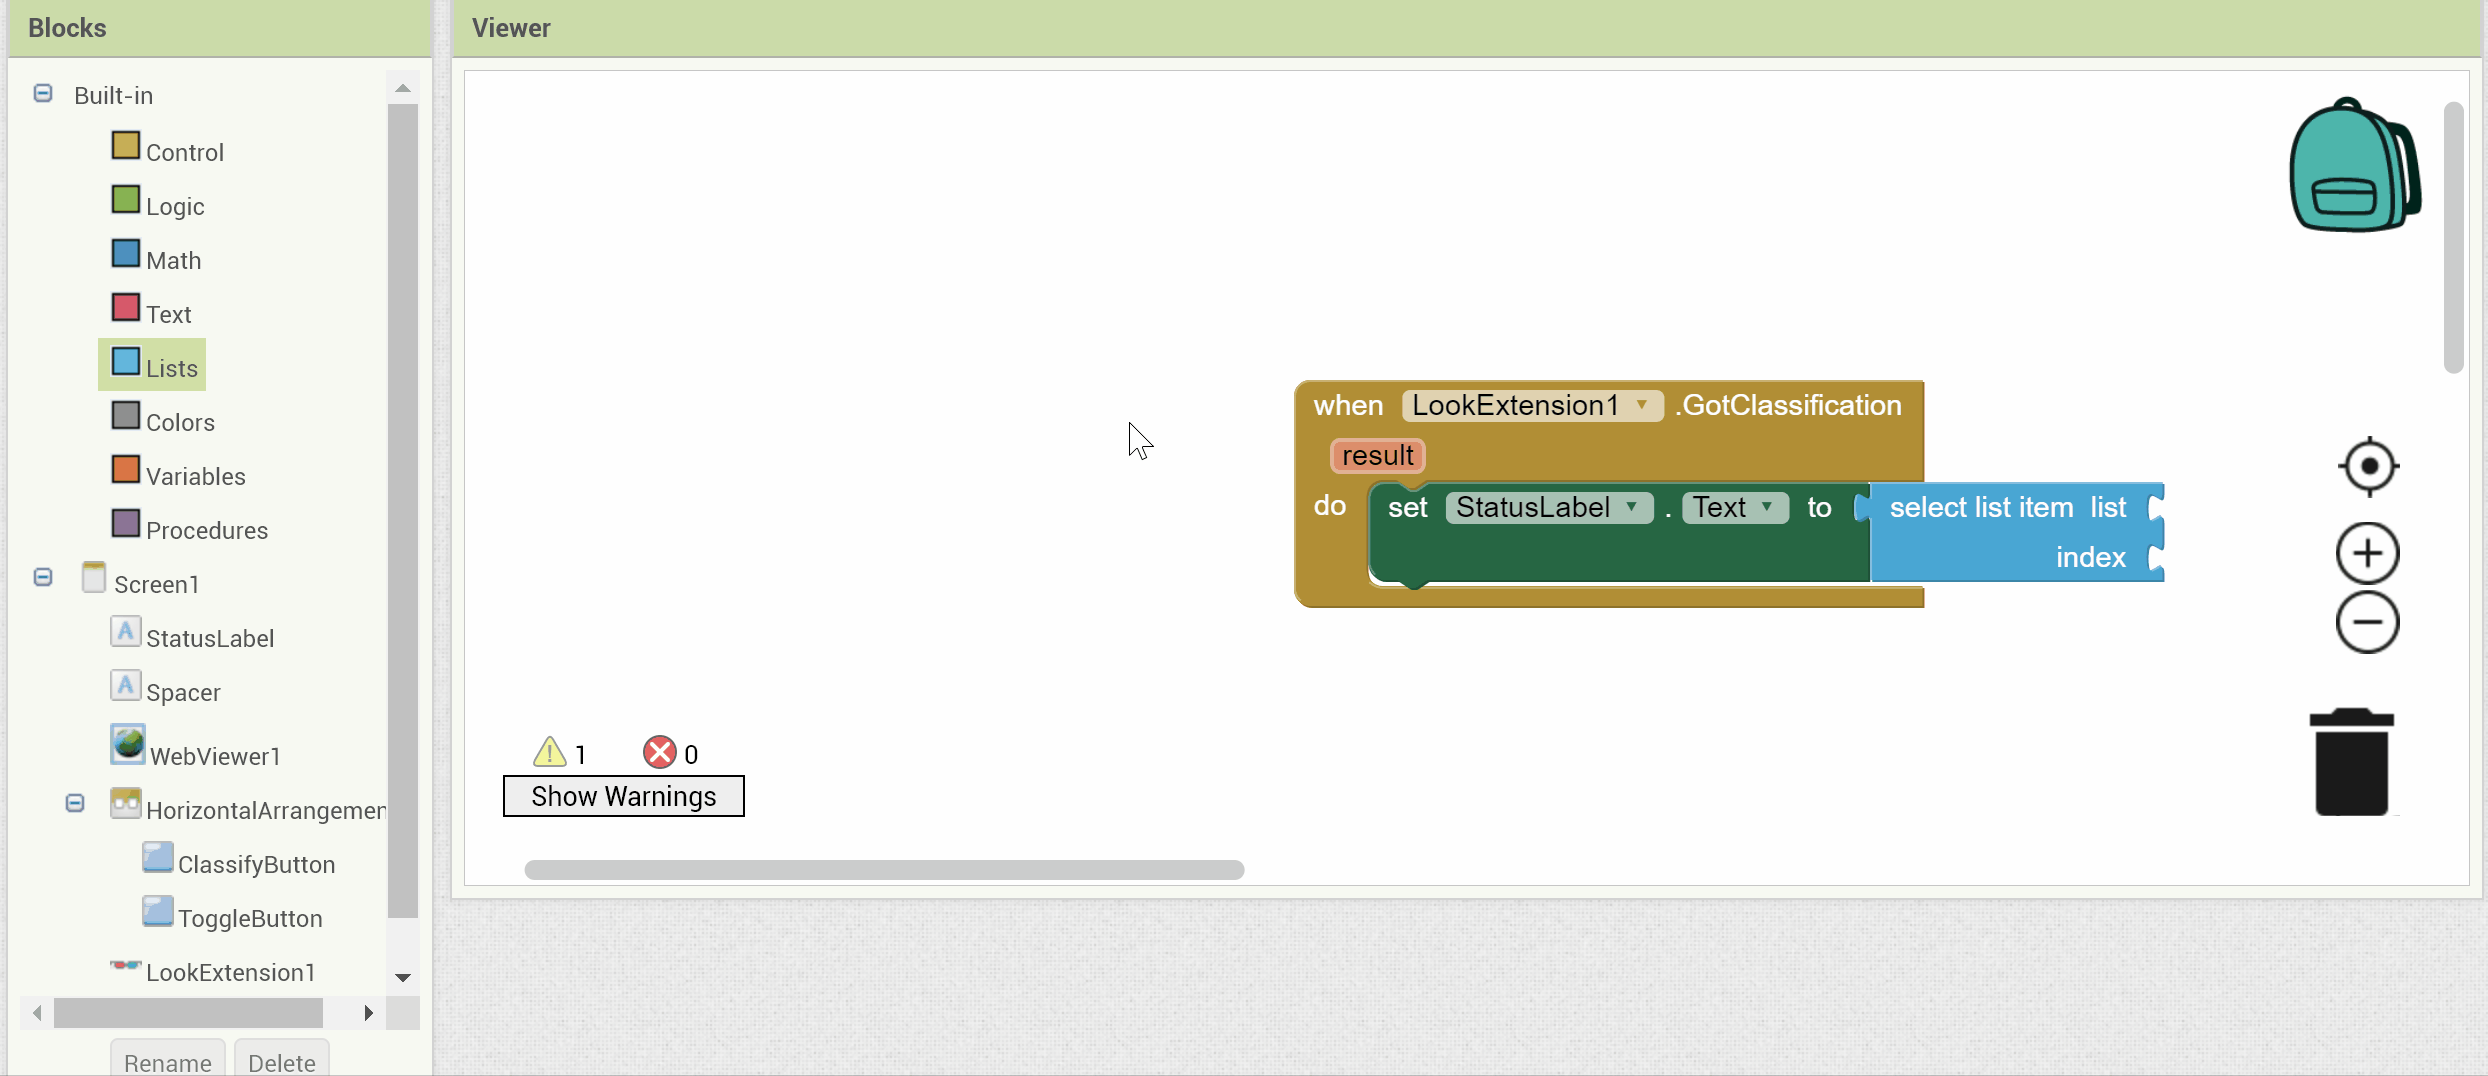 Blocks
Built-in
Control
Logic
Math
Text
Lists
Colors
Variables
Procedures
Screen1
StatusLabel
Spacer
WebViewer1
HorizontalArrangemen
ClassifyButton
ToggleButton
LookExtension1
Rename Delete
Viewer
when LookExtension1 .GotClassification
result
do set StatusLabel . Text to select list item list
index
1 0
Show Warnings